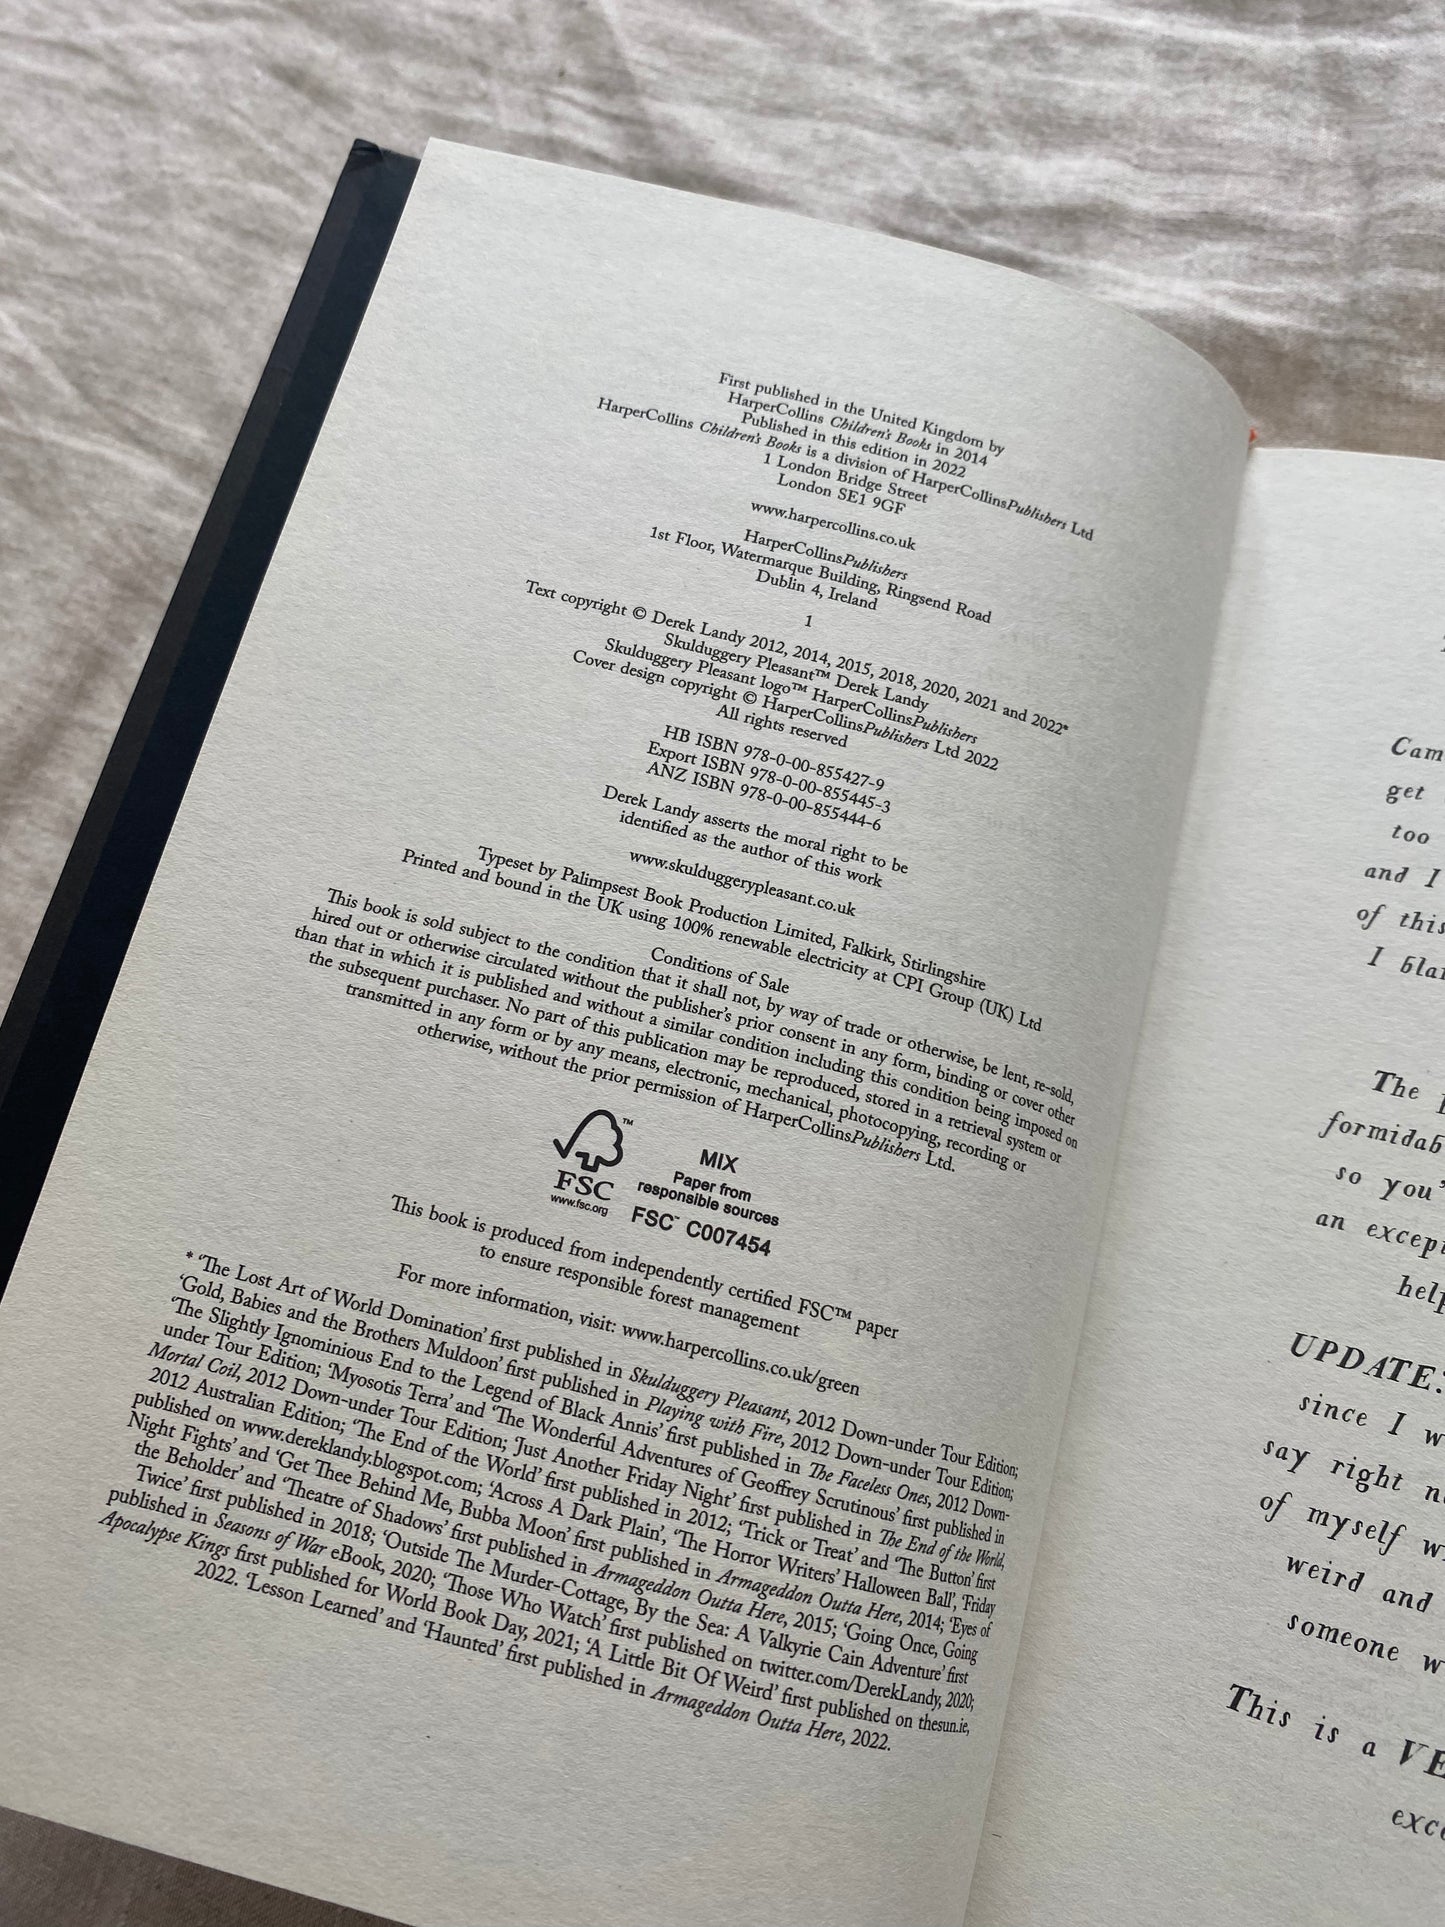 First published in the United Kingdom by
HarperCollins Children's Books in 2014
Published in this edition in 2022
HarperCollins Children's Books is a division of HarperCollinsPublishers Ltd
1 London Bridge Street
London SE1 9GF
www.harpercollins.co.uk
HarperCollinsPublishers
1st Floor, Watermarque Building, Ringsend Road
Dublin 4, Ireland
1
Text copyright © Derek Landy 2012, 2014, 2015, 2018, 2020, 2021 and 2022*
Skulduggery Pleasant™ Derek Landy
Skulduggery Pleasant logo™ HarperCollinsPublishers
Cover design copyright © HarperCollinsPublishers Ltd 2022
All rights reserved
HB ISBN 978-0-00-855427-9
Export ISBN 978-0-00-855445-3
ANZ ISBN 978-0-00-855444-6
Derek Landy asserts the moral right to be
identified as the author of this work
www.skulduggerypleasant.co.uk
Typeset by Palimpsest Book Production Limited, Falkirk, Stirlingshire
Printed and bound in the UK using 100% renewable electricity at CPI Group (UK) Ltd
Conditions of Sale
This book is sold subject to the condition that it shall not, by way of trade or otherwise, be lent, re-sold,
hired out or otherwise circulated without the publisher's prior consent in any form, binding or cover other
than that in which it is published and without a similar condition including this condition being imposed on
the subsequent purchaser. No part of this publication may be reproduced, stored in a retrieval system or
transmitted in any form or by any means, electronic, mechanical, photocopying, recording or
otherwise, without the prior permission of HarperCollinsPublishers Ltd.
FSC™
www.fsc.org
MIX
Paper from
responsible sources
FSC™ C007454
This book is produced from independently certified FSC™ paper
to ensure responsible forest management
For more information, visit: www.harpercollins.co.uk/green
* 'The Lost Art of World Domination' first published in Skulduggery Pleasant, 2012 Down-under Tour Edition;
'Gold, Babies and the Brothers Muldoon' first published in Playing with Fire, 2012 Down-under Tour Edition;
'The Slightly Ignominious End to the Legend of Black Annis' first published in The Faceless Ones, 2012 Down-
under Tour Edition; 'Myosotis Terra' and 'The Wonderful Adventures of Geoffrey Scrutinous' first published in
Mortal Coil, 2012 Down-under Tour Edition; 'Just Another Friday Night' first published in The End of the World,
2012 Australian Edition; 'The End of the World' first published in 2012; 'Trick or Treat' and 'The Button' first
published on www.dereklandy.blogspot.com; 'Across A Dark Plain', 'The Horror Writers' Halloween Ball', 'Friday
Night Fights' and 'Get Thee Behind Me, Bubba Moon' first published in Armageddon Outta Here, 2014; 'Eyes of
the Beholder' and 'Theatre of Shadows' first published in Armageddon Outta Here, 2015; 'Going Once, Going
Twice' first published in 2018; 'Outside The Murder-Cottage, By the Sea: A Valkyrie Cain Adventure' first
published in Seasons of War eBook, 2020; 'Those Who Watch' first published on twitter.com/DerekLandy, 2020;
Apocalypse Kings first published for World Book Day, 2021; 'A Little Bit Of Weird' first published on thesun.ie,
2022. 'Lesson Learned' and 'Haunted' first published in Armageddon Outta Here, 2022.
Cam
get
too
and I
of this
I bla
The
formidab
so you'
an except
help
UPDATE:
since I w
say right n
of myself w
weird and
someone w
This is a VE
exce